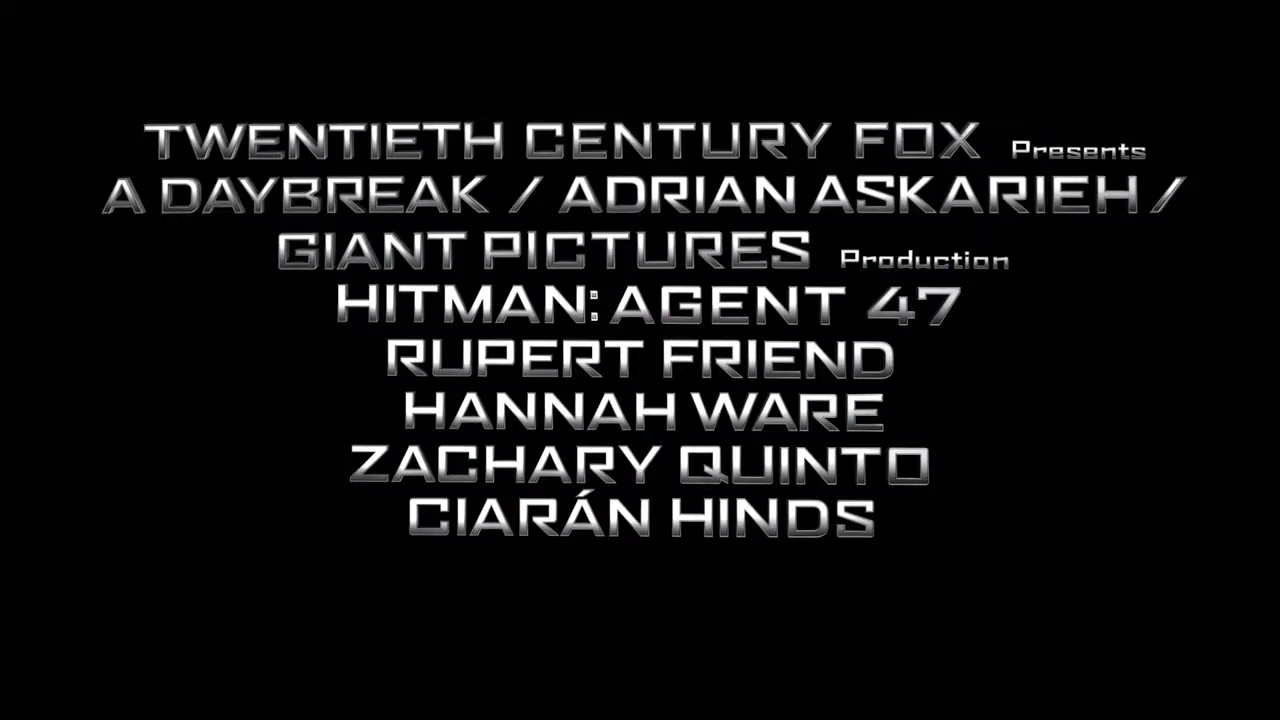 TWENTIETH CENTURY FOX Presents
A DAYBREAK / ADRIAN ASKARIEH /
GIANT PICTURES Production
HITMAN: AGENT 47
RUPERT FRIEND
HANNAH WARE
ZACHARY QUINTO
CIARÁN HINDS